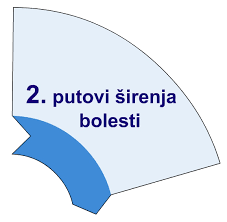 2. putovi širenja
bolesti